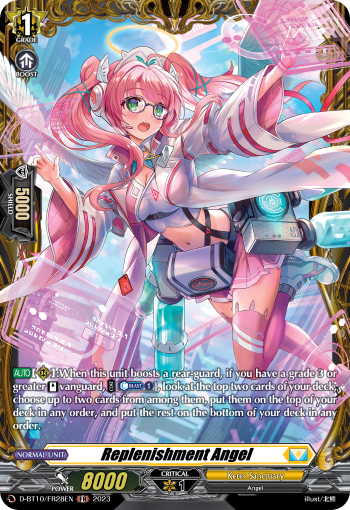 1
GRADE
BOOST
5000
SHIELD
AUTO 1:When this unit boosts a rear-guard, if you have a grade 3 or
greater vanguard, [COST [BLAST 1], look at the top two cards of your deck,
choose up to two cards from among them, put them on the top of your
deck in any order, and put the rest on the bottom of your deck in any
order.
NORMAL UNIT
Replenishment Angel
POWER 8000
CRITICAL
1
Keter Sanctuary
Angel
D-BT10/FR28EN FR 2023
illust/北熊